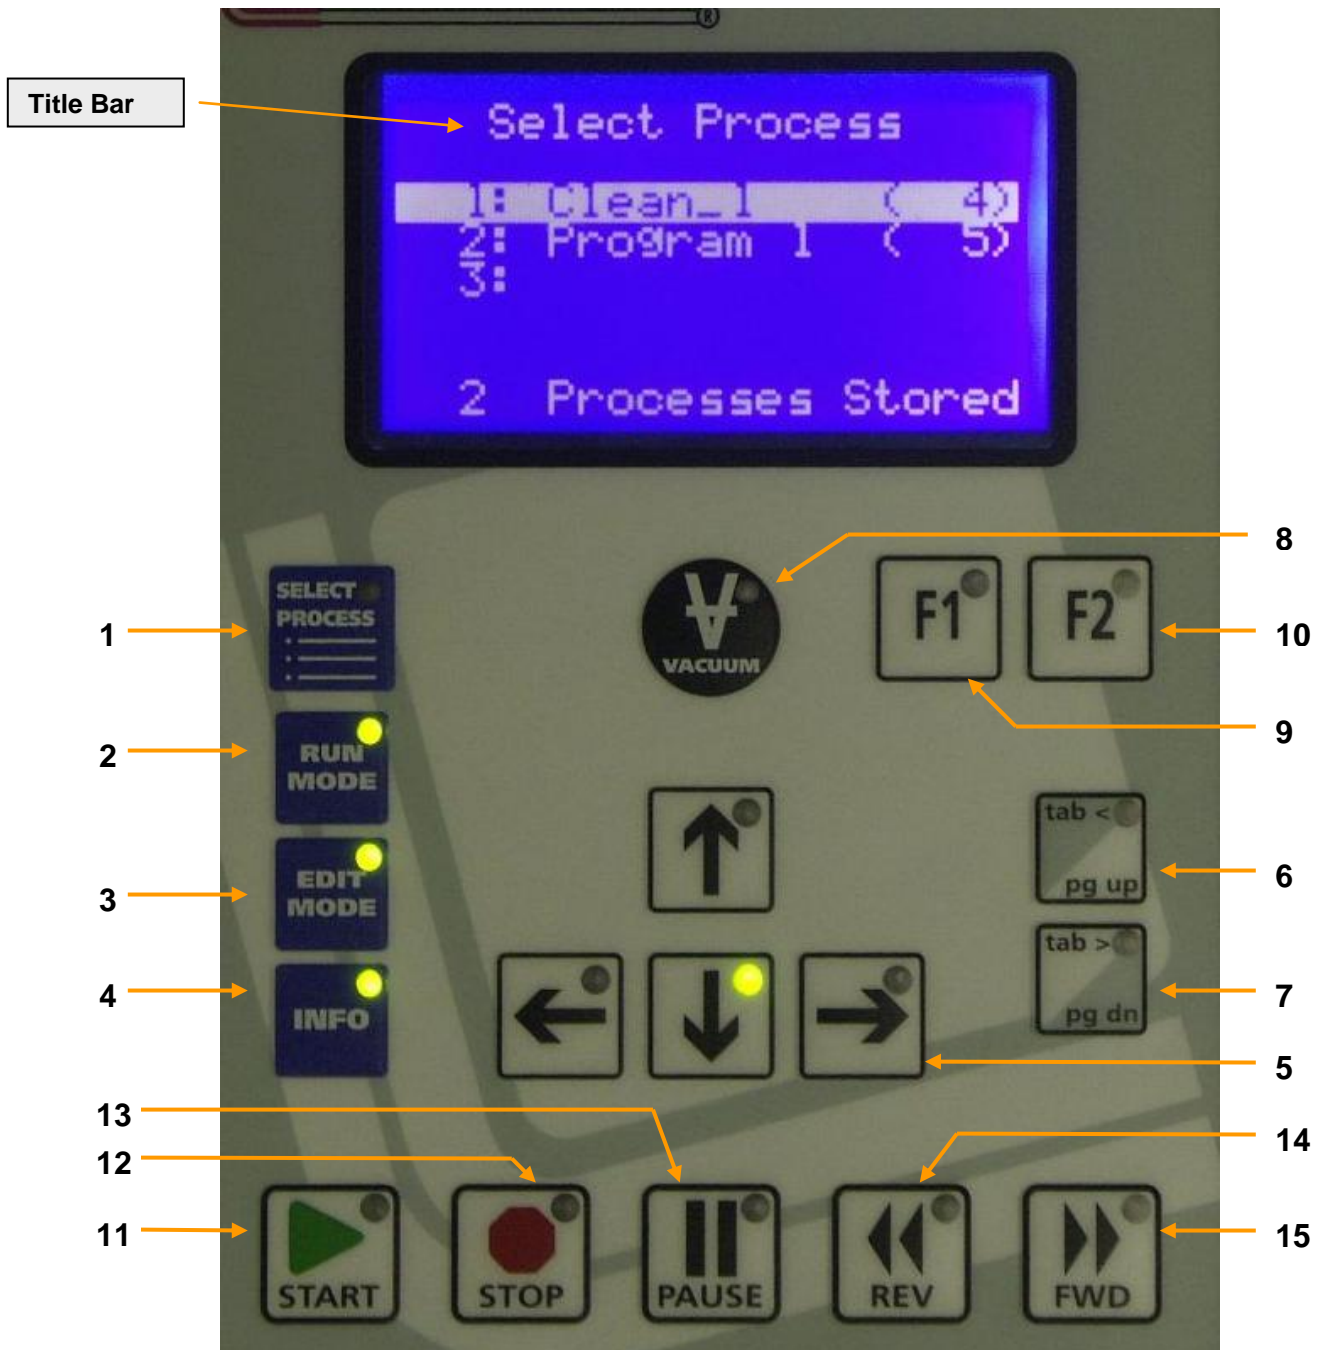 ®
Title Bar
Select Process
1: Clean_1 ( 4)
2: Program 1 ( 5)
3:
2 Processes Stored
8
SELECT
PROCESS
1
VACUUM
F1
F2
10
9
2
RUN
MODE
tab <
pg up
6
3
EDIT
MODE
tab >
pg dn
7
4
INFO
5
13
14
12
11
START
STOP
PAUSE
REV
FWD
15